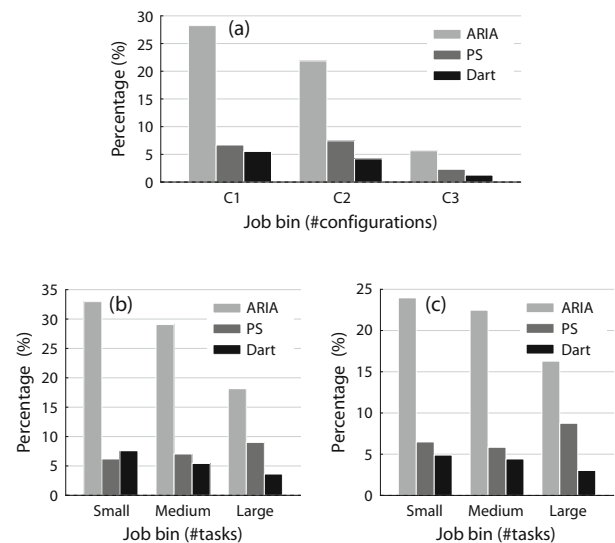 (a)
30
25
20
15
10
5
0
Percentage (%)
ARIA
PS
Dart
C1 C2 C3
Job bin (#configurations)
(b)
35
30
25
20
15
10
5
0
Percentage (%)
ARIA
PS
Dart
Small Medium Large
Job bin (#tasks)
(c)
25
20
15
10
5
0
Percentage (%)
ARIA
PS
Dart
Small Medium Large
Job bin (#tasks)